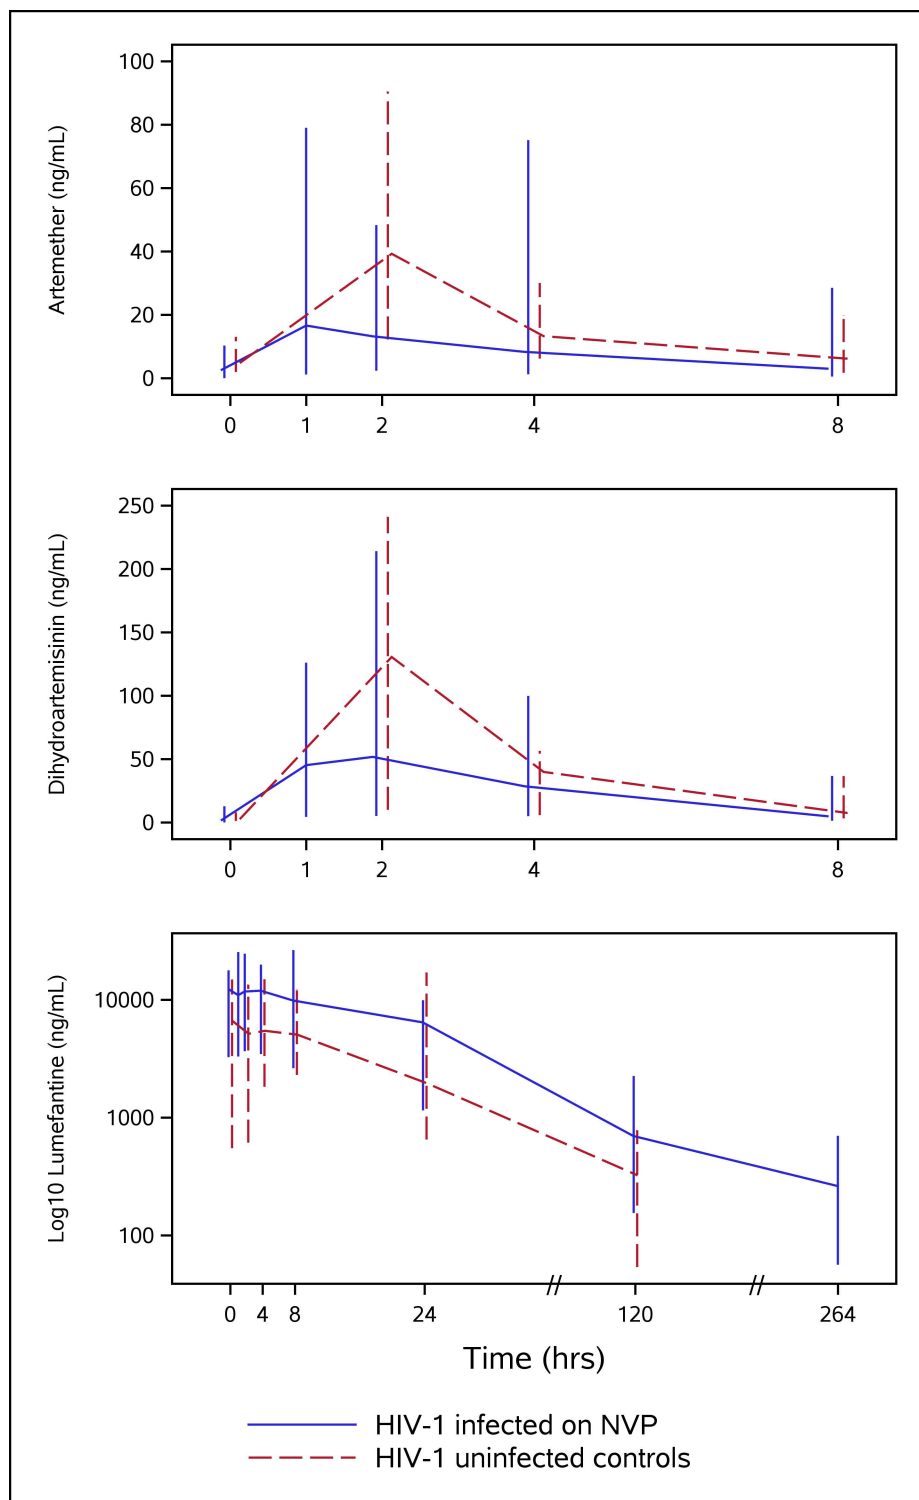 Artemether (ng/mL)
100
80
60
40
20
0
0 1 2 4 8
Dihydroartemisinin (ng/mL)
250
200
150
100
50
0
0 1 2 4 8
Log10 Lumefantine (ng/mL)
10000
1000
100
0 4 8 24 120 264
Time (hrs)
HIV-1 infected on NVP
HIV-1 uninfected controls